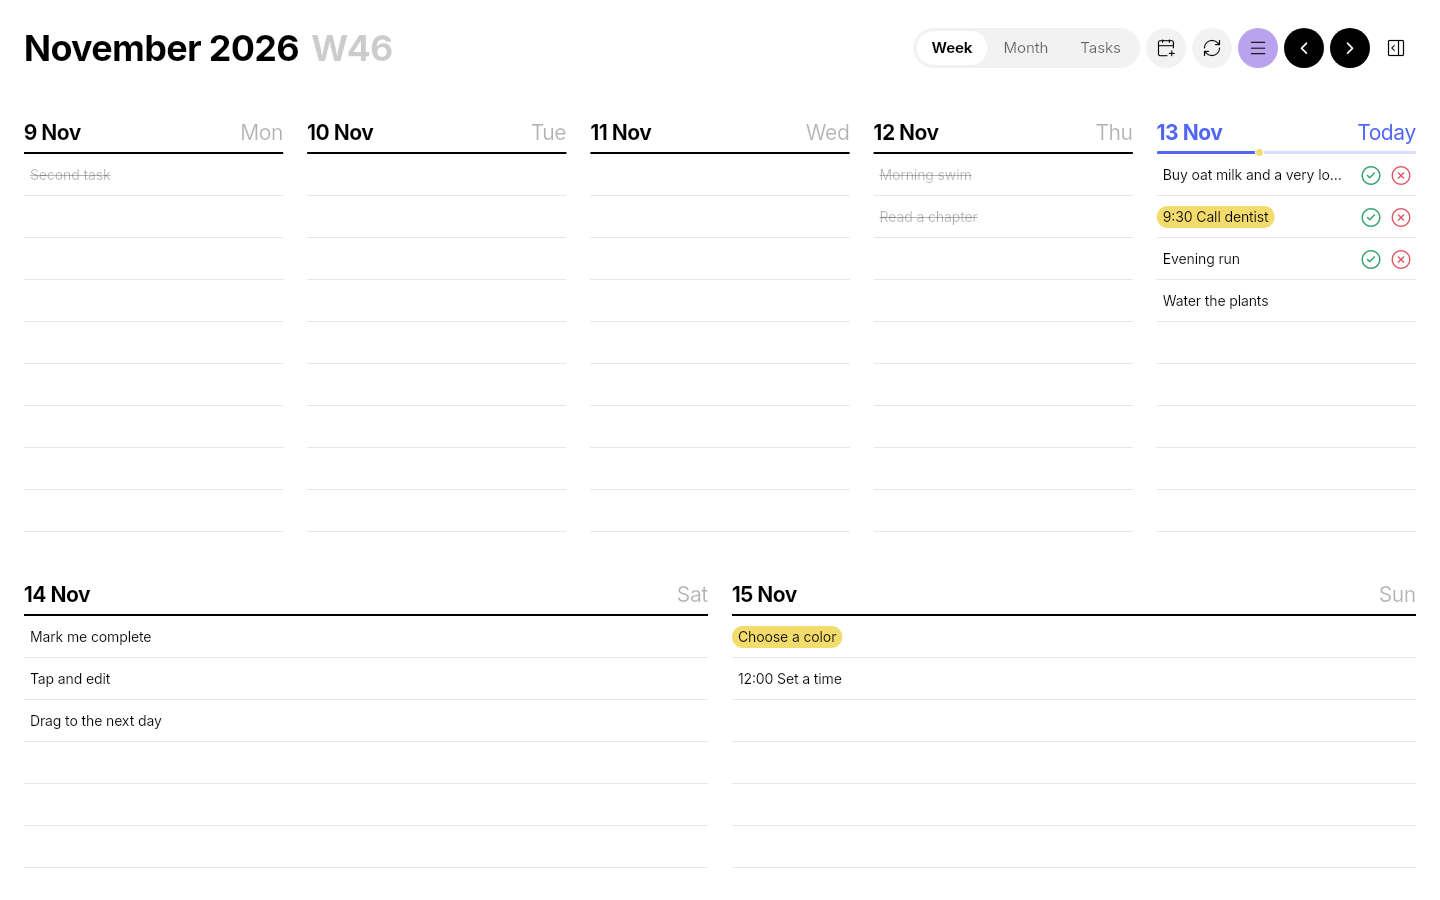 November 2026 W46
Week Month Tasks
9 Nov Mon
Second task
10 Nov Tue
11 Nov Wed
12 Nov Thu
Morning swim
Read a chapter
13 Nov Today
Buy oat milk and a very lo...
9:30 Call dentist
Evening run
Water the plants
14 Nov Sat
Mark me complete
Tap and edit
Drag to the next day
15 Nov Sun
Choose a color
12:00 Set a time